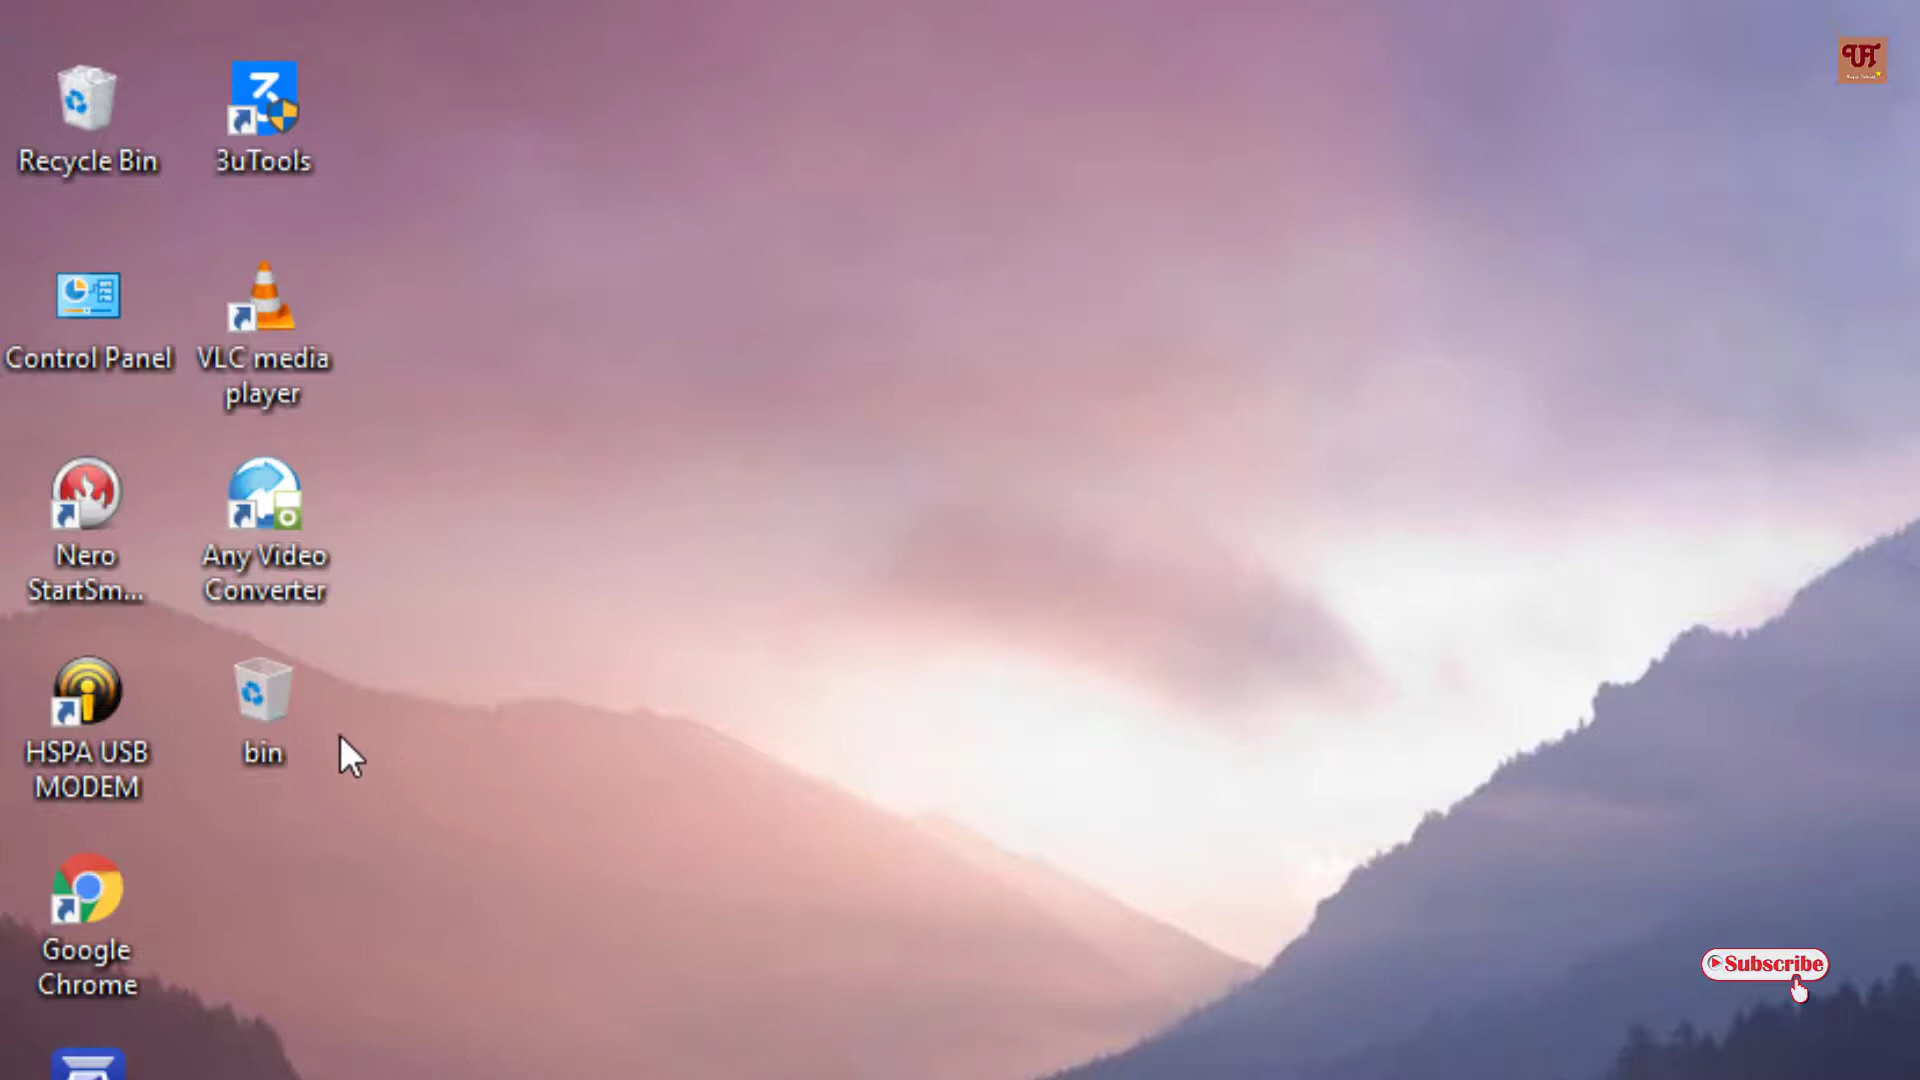 Recycle Bin
3uTools
UT
Control Panel
VLC media
player
Nero
StartSm...
Any Video
Converter
HSPA USB
MODEM
bin
Google
Chrome
Subscribe